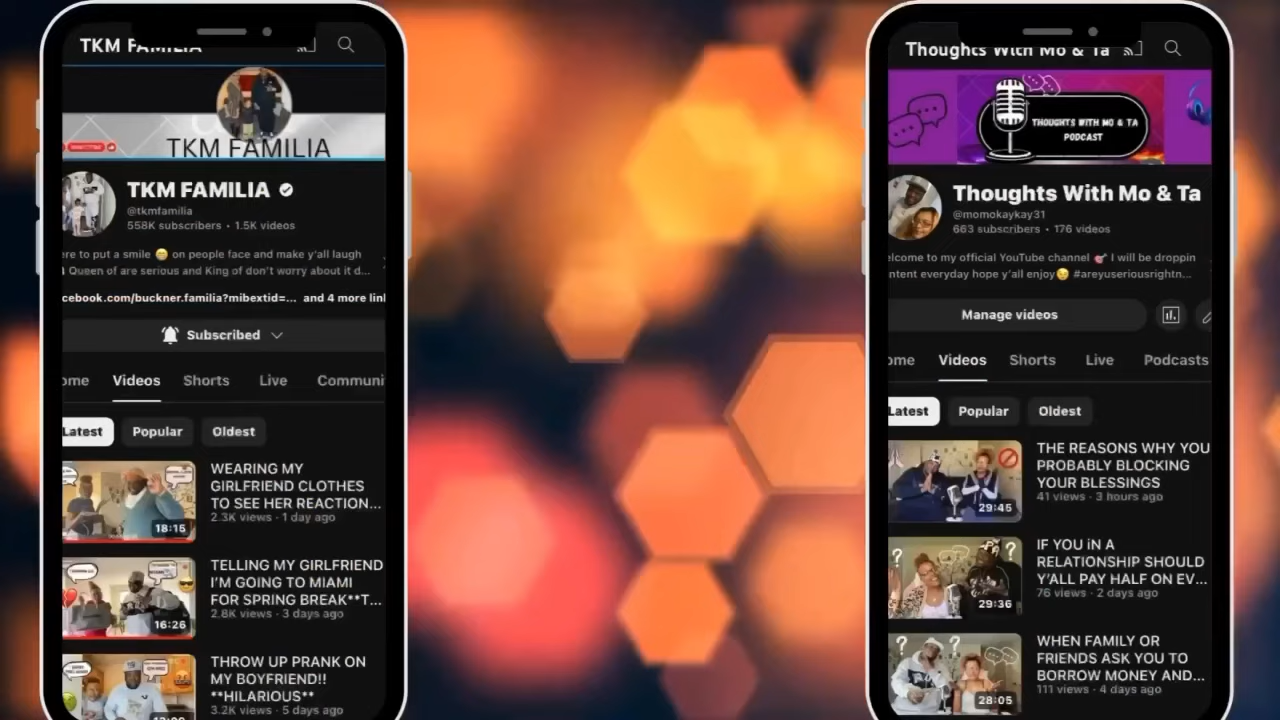 TKM FAMILIA
TKM FAMILIA
TKM FAMILIA
@tkmfamilia
558K subscribers • 1.5K videos
ere to put a smile 😁 on people face and make y'all laugh
Queen of are serious and King of don't worry about it d...
cebook.com/buckner.familia?mibextid=... and 4 more link
Subscribed
ome Videos Shorts Live Communi
Latest Popular Oldest
WEARING MY
GIRLFRIEND CLOTHES
TO SEE HER REACTION...
2.3K views · 1 day ago
18:15
TELLING MY GIRLFRIEND
I'M GOING TO MIAMI
FOR SPRING BREAK**T...
2.8K views · 3 days ago
16:26
THROW UP PRANK ON
MY BOYFRIEND!!
**HILARIOUS**
3.2K views · 5 days ago
Thoughts With Mo & Ta
THOUGHTS WITH MO & TA
PODCAST
Thoughts With Mo & Ta
@momokaykay31
663 subscribers • 176 videos
elcome to my official YouTube channel 💕 I will be droppin
ntent everyday hope y'all enjoy😉 #areyuseriousrightn...
Manage videos
ome Videos Shorts Live Podcasts
Latest Popular Oldest
THE REASONS WHY YOU
PROBABLY BLOCKING
YOUR BLESSINGS
41 views · 3 hours ago
29:45
IF YOU iN A
RELATIONSHIP SHOULD
Y'ALL PAY HALF ON EV...
76 views · 2 days ago
29:36
WHEN FAMILY OR
FRIENDS ASK YOU TO
BORROW MONEY AND...
111 views · 4 days ago
28:05